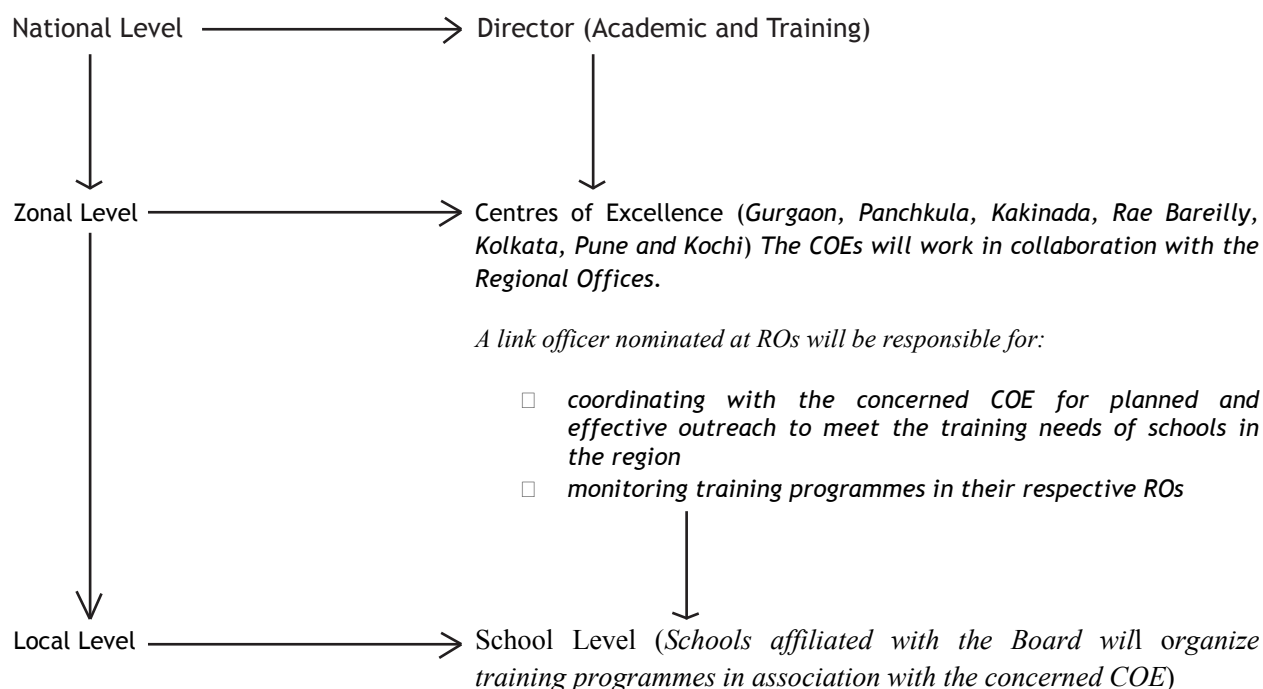 National Level
Director (Academic and Training)
Zonal Level
Centres of Excellence (Gurgaon, Panchkula, Kakinada, Rae Bareilly,
Kolkata, Pune and Kochi) The COEs will work in collaboration with the
Regional Offices.
A link officer nominated at ROs will be responsible for:
coordinating with the concerned COE for planned and
effective outreach to meet the training needs of schools in
the region
monitoring training programmes in their respective ROs
Local Level
School Level (Schools affiliated with the Board will organize
training programmes in association with the concerned COE)